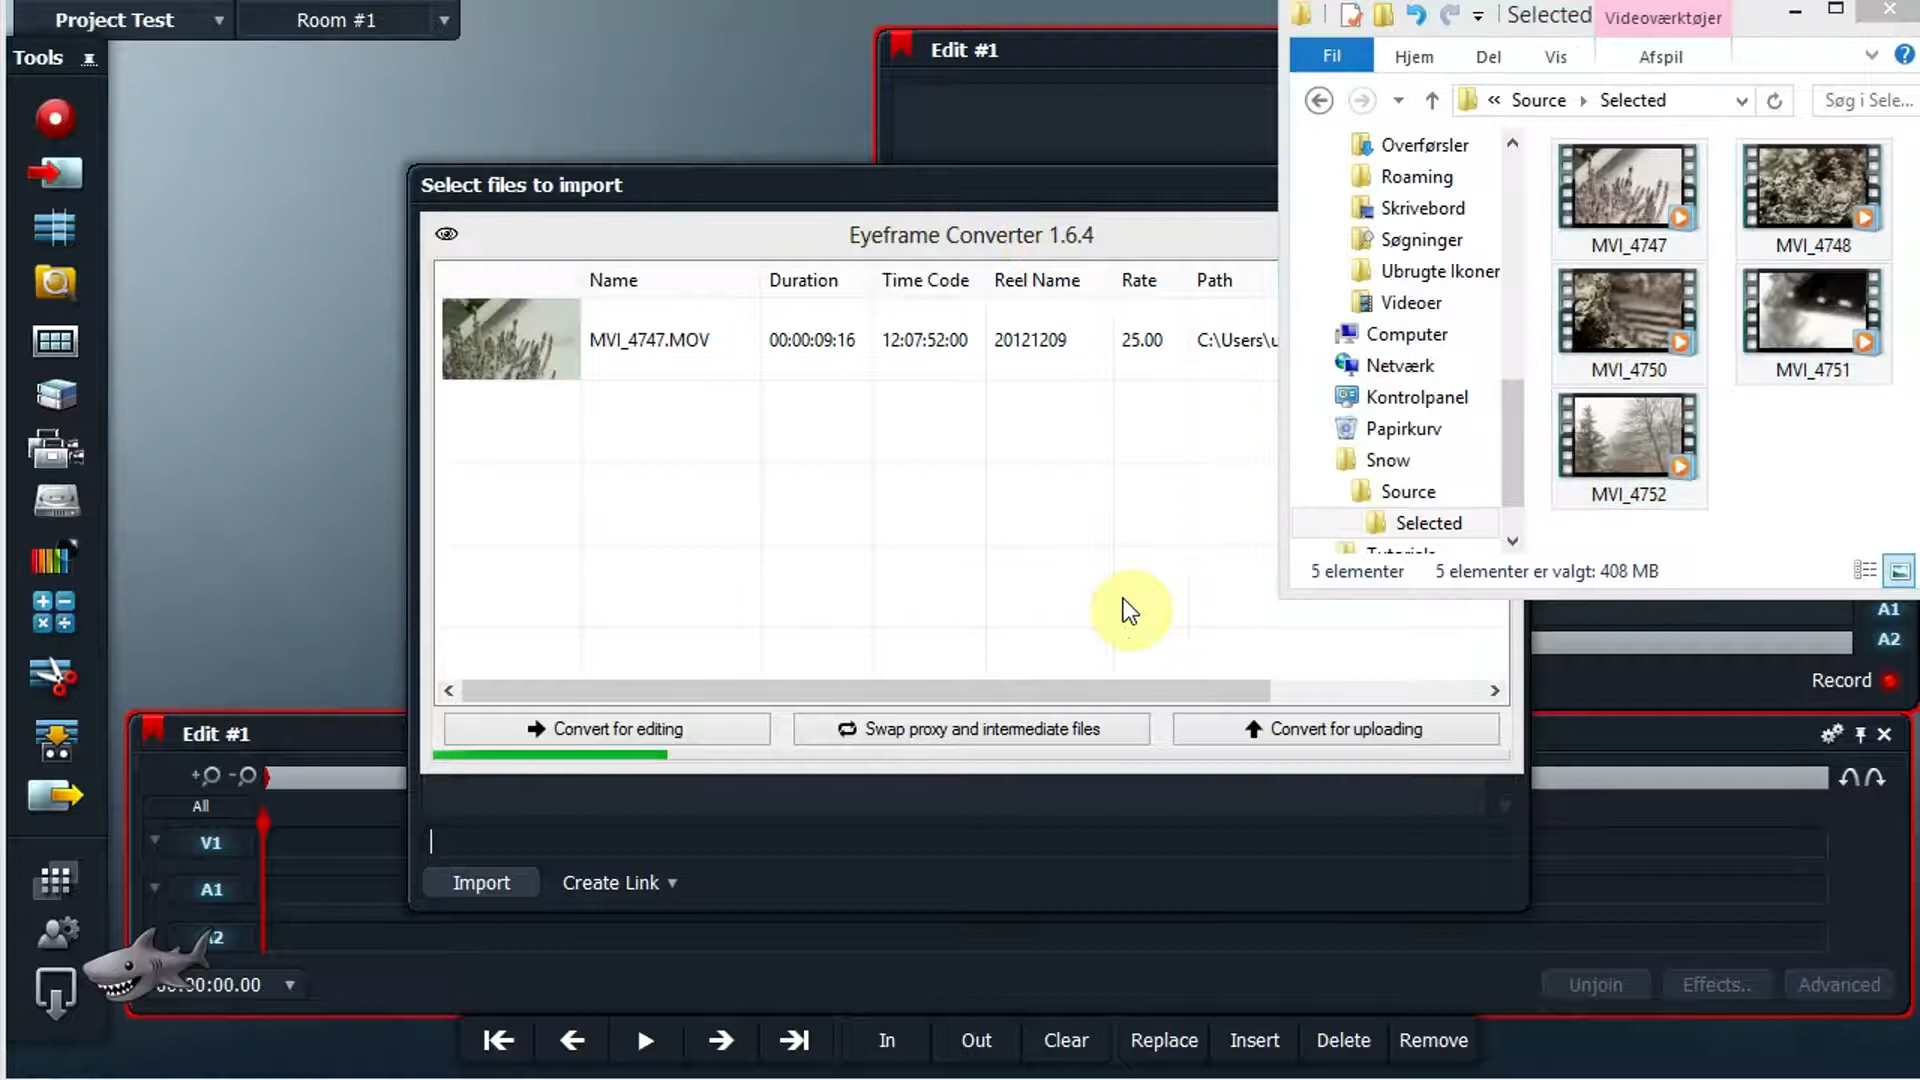 Project Test
Room #1
Tools
Edit #1
Selected
Videoværktøjer
Fil
Hjem
Del
Vis
Afspil
« Source
Selected
Søg i Sele...
Overførsler
Roaming
Skrivebord
Søgninger
Ubrugte Ikoner
Videoer
Computer
Netværk
Kontrolpanel
Papirkurv
Snow
Source
Selected
MVI_4747
MVI_4748
MVI_4750
MVI_4751
MVI_4752
5 elementer
5 elementer er valgt: 408 MB
Select files to import
Eyeframe Converter 1.6.4
Name
Duration
Time Code
Reel Name
Rate
Path
MVI_4747.MOV
00:00:09:16
12:07:52:00
20121209
25.00
C:\Users\u
Convert for editing
Swap proxy and intermediate files
Convert for uploading
Import
Create Link
A1
A2
Record
Edit #1
All
V1
A1
Unjoin
Effects..
Advanced
In
Out
Clear
Replace
Insert
Delete
Remove